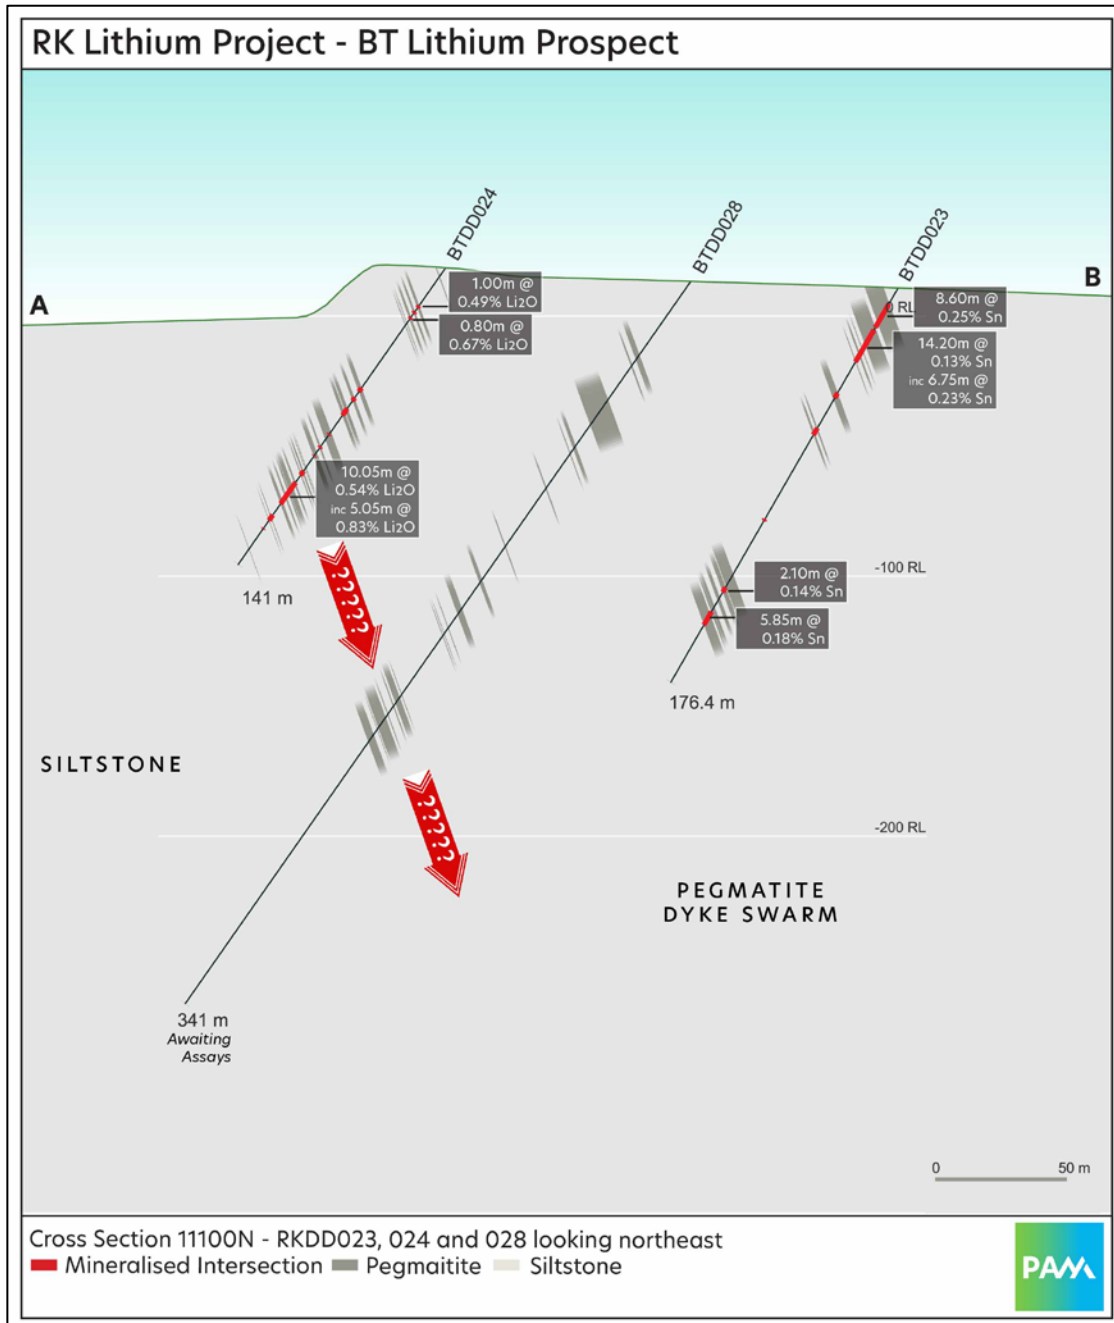 RK Lithium Project - BT Lithium Prospect
BTDD024
BTDD028
BTDD023
A
B
1.00m @
0.49% Li2O
0.80m @
0.67% Li2O
0 RL
8.60m @
0.25% Sn
14.20m @
0.13% Sn
inc 6.75m @
0.23% Sn
10.05m @
0.54% Li2O
inc 5.05m @
0.83% Li2O
?????
141 m
-100 RL
2.10m @
0.14% Sn
5.85m @
0.18% Sn
176.4 m
SILTSTONE
?????
-200 RL
PEGMATITE
DYKE SWARM
341 m
Awaiting
Assays
0 50 m
Cross Section 11100N - RKDD023, 024 and 028 looking northeast
Mineralised Intersection Pegmaitite Siltstone
PAM